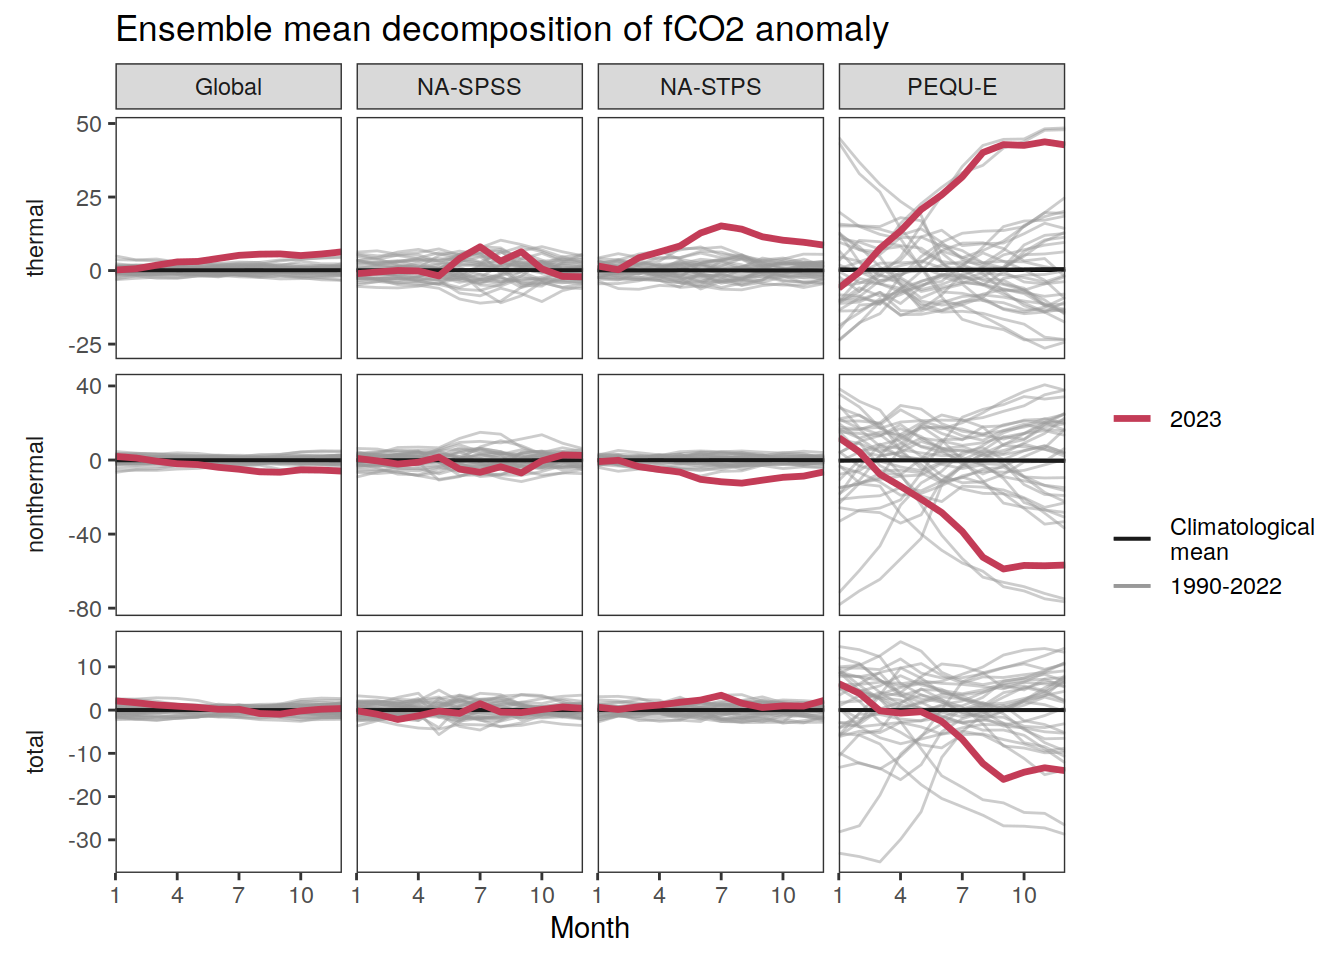 Ensemble mean decomposition of fCO2 anomaly
Global
NA-SPSS
NA-STPS
PEQU-E
thermal
50
25
0
-25
nonthermal
40
0
-40
-80
total
10
0
-10
-20
-30
1 4 7 10
1 4 7 10
1 4 7 10
1 4 7 10
Month
2023
Climatological
mean
1990-2022